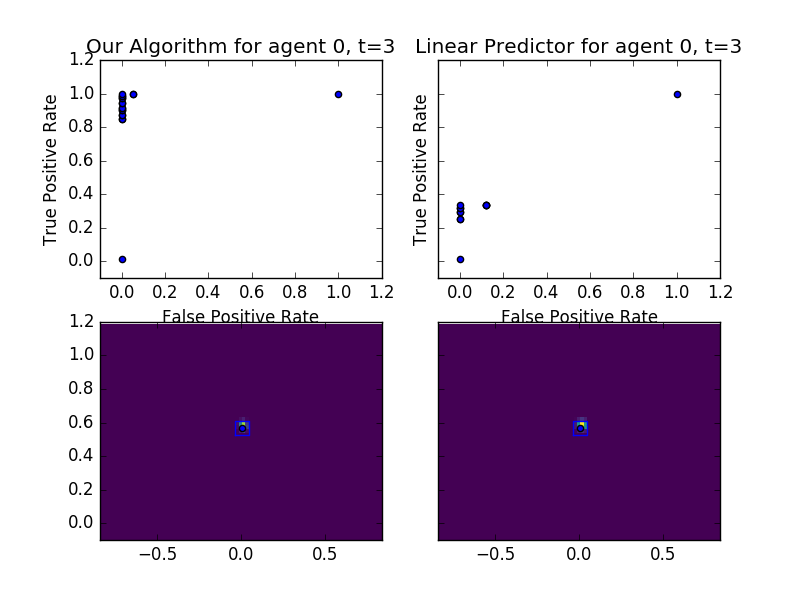 Our Algorithm for agent 0, t=3
Linear Predictor for agent 0, t=3
1.2
1.0
0.8
0.6
0.4
0.2
0.0
True Positive Rate
0.0 0.2 0.4 0.6 0.8 1.0 1.2
False Positive Rate
True Positive Rate
0.0 0.2 0.4 0.6 0.8 1.0 1.2
False Positive Rate
1.2
1.0
0.8
0.6
0.4
0.2
0.0
−0.5 0.0 0.5
−0.5 0.0 0.5